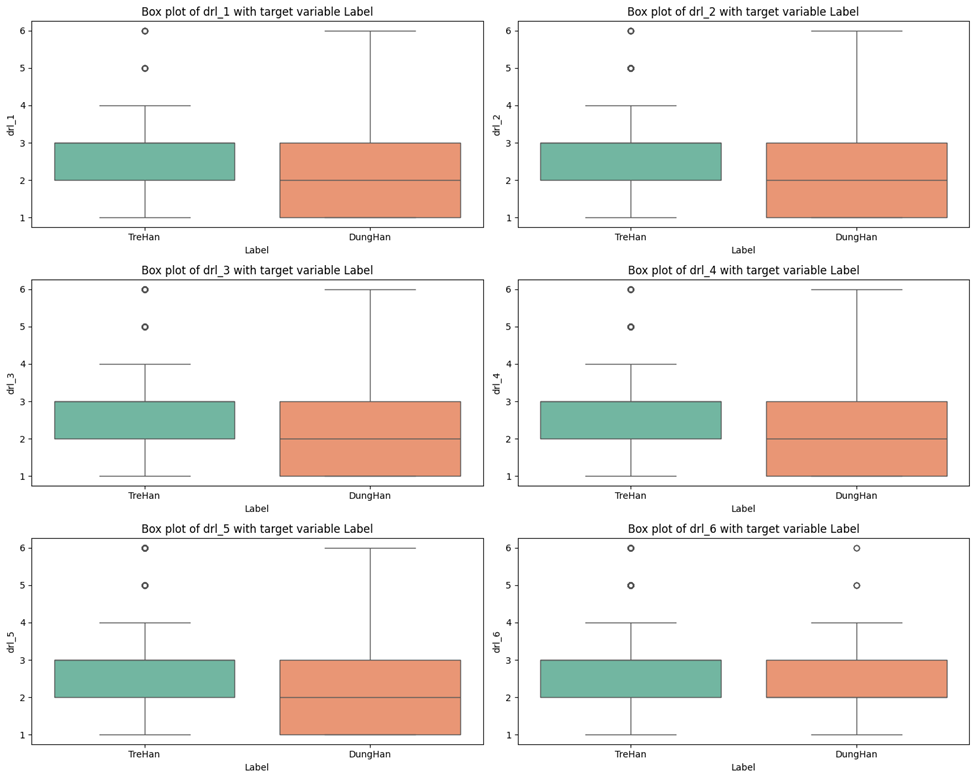 Box plot of drl_1 with target variable Label
6
5
4
3
2
1
drl_1
TreHan
DungHan
Label
Box plot of drl_2 with target variable Label
6
5
4
3
2
1
drl_2
TreHan
DungHan
Label
Box plot of drl_3 with target variable Label
6
5
4
3
2
1
drl_3
TreHan
DungHan
Label
Box plot of drl_4 with target variable Label
6
5
4
3
2
1
drl_4
TreHan
DungHan
Label
Box plot of drl_5 with target variable Label
6
5
4
3
2
1
drl_5
TreHan
DungHan
Label
Box plot of drl_6 with target variable Label
6
5
4
3
2
1
drl_6
TreHan
DungHan
Label